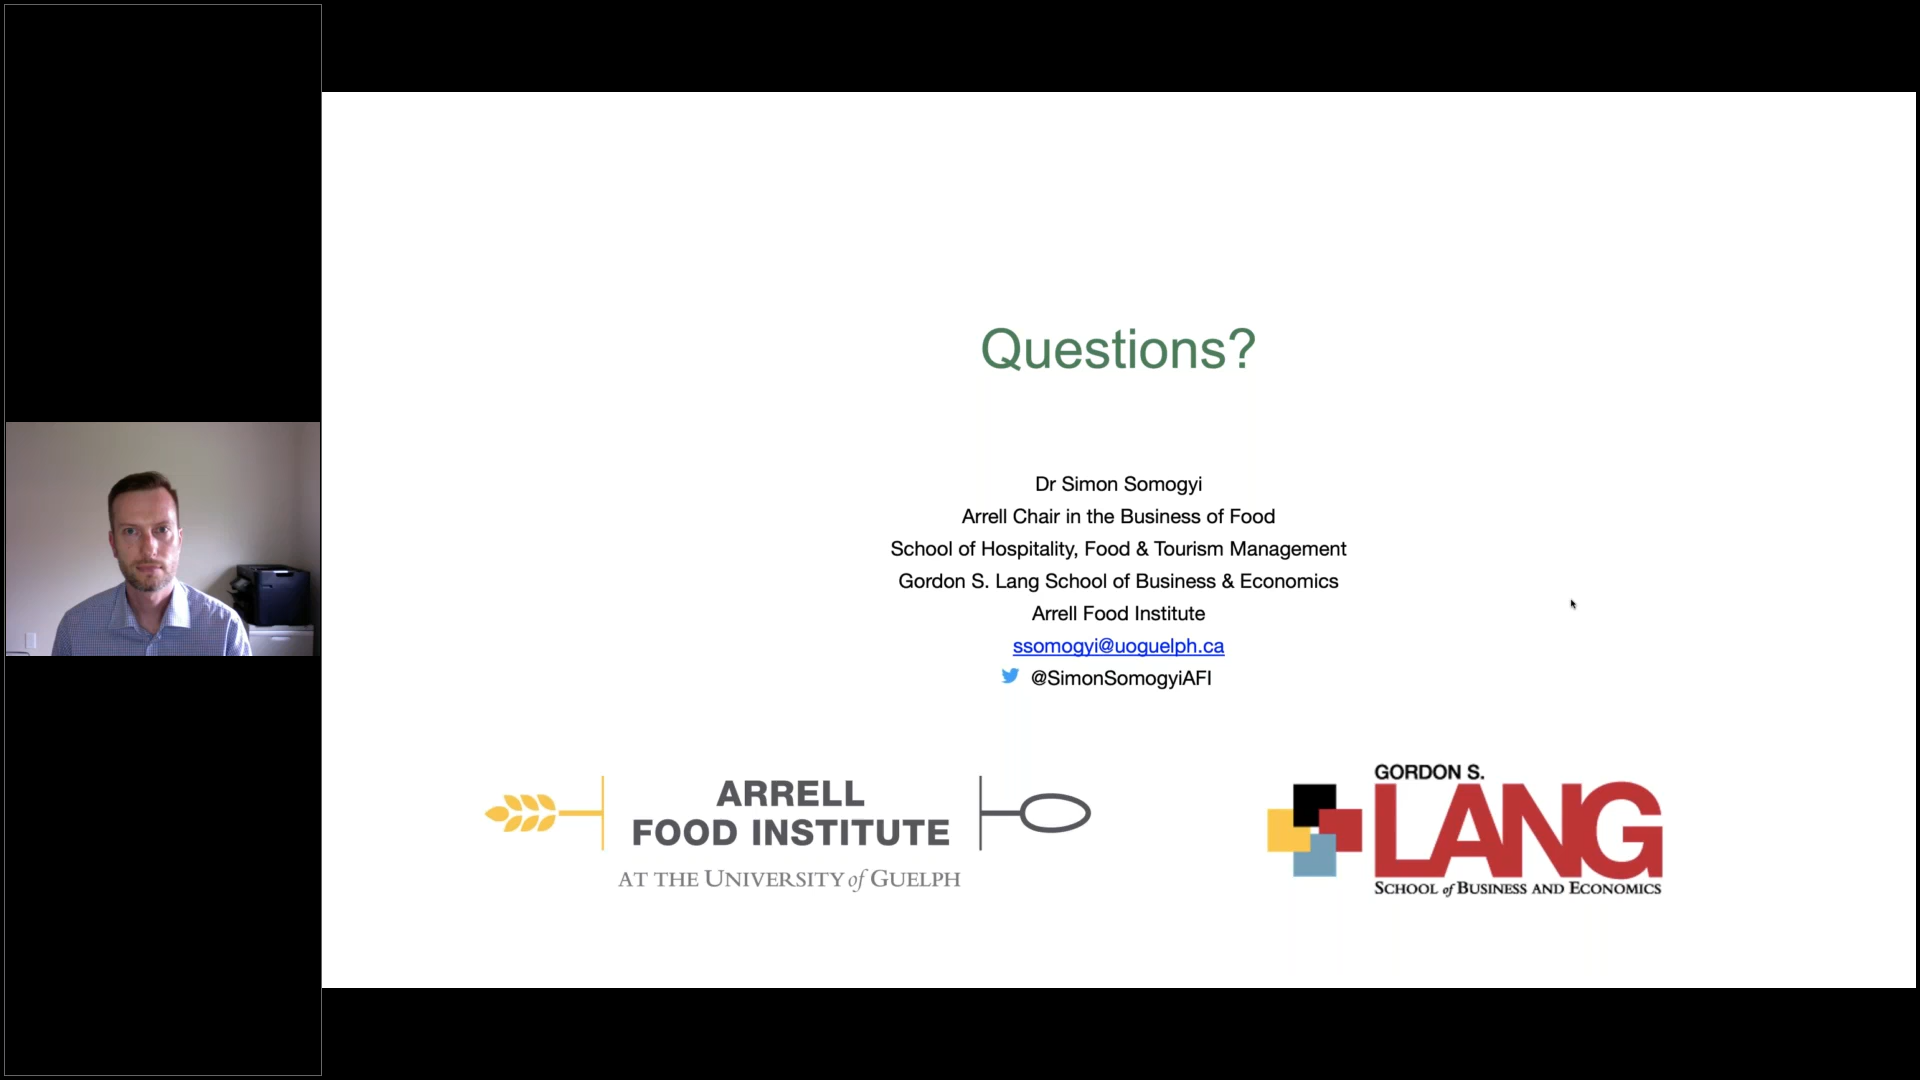 Questions?
Dr Simon Somogyi
Arrell Chair in the Business of Food
School of Hospitality, Food & Tourism Management
Gordon S. Lang School of Business & Economics
Arrell Food Institute
ssomogyi@uoguelph.ca
@SimonSomogyiAFI
ARRELL
FOOD INSTITUTE
AT THE UNIVERSITY of GUELPH
GORDON S.
LANG
SCHOOL of BUSINESS AND ECONOMICS